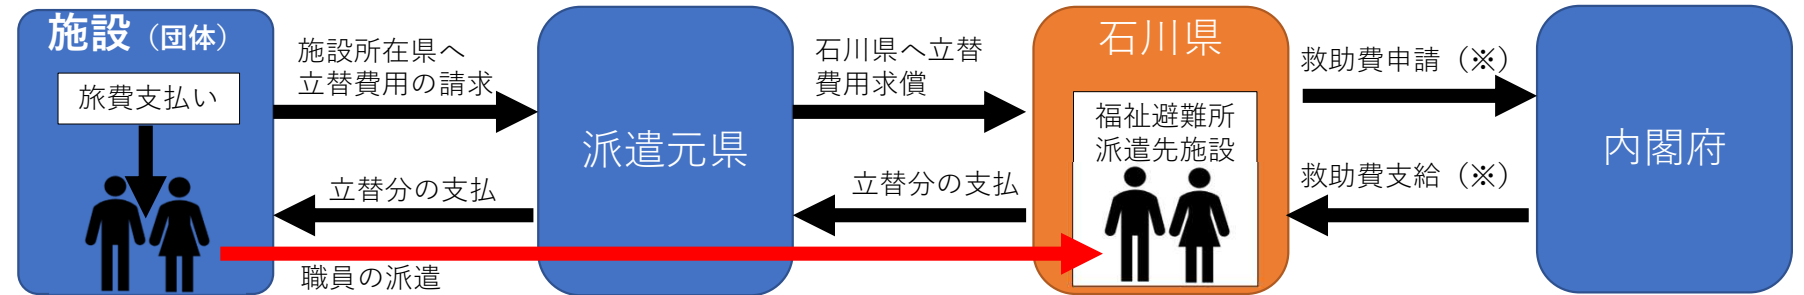 施設（団体）
旅費支払い
施設所在県へ
立替費用の請求
立替分の支払
職員の派遣
派遣元県
石川県へ立替
費用求償
立替分の支払
石川県
福祉避難所
派遣先施設
救助費申請（※）
救助費支給（※）
内閣府